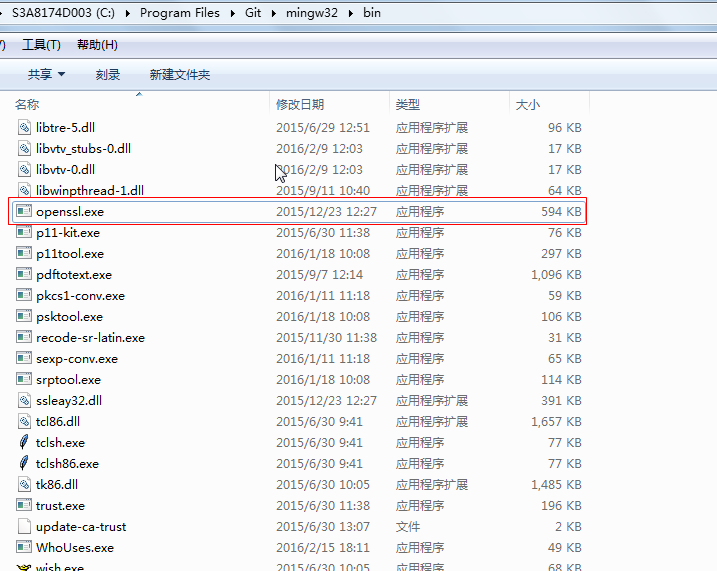 S3A8174D003 (C:) Program Files Git mingw32 bin
) 工具(T) 帮助(H)
共享 刻录 新建文件夹
名称 修改日期 类型 大小
libtre-5.dll 2015/6/29 12:51 应用程序扩展 96 KB
libvtv_stubs-0.dll 2016/2/9 12:03 应用程序扩展 17 KB
libvtv-0.dll 2016/2/9 12:03 应用程序扩展 17 KB
libwinpthread-1.dll 2015/9/11 10:40 应用程序扩展 64 KB
openssl.exe 2015/12/23 12:27 应用程序 594 KB
p11-kit.exe 2015/6/30 11:38 应用程序 76 KB
p11tool.exe 2016/1/18 10:08 应用程序 297 KB
pdftotext.exe 2015/9/7 12:14 应用程序 1,096 KB
pkcs1-conv.exe 2016/1/11 11:18 应用程序 59 KB
psktool.exe 2016/1/18 10:08 应用程序 106 KB
recode-sr-latin.exe 2015/11/30 11:38 应用程序 31 KB
sexp-conv.exe 2016/1/11 11:18 应用程序 65 KB
srptool.exe 2016/1/18 10:08 应用程序 114 KB
ssleay32.dll 2015/12/23 12:27 应用程序扩展 391 KB
tcl86.dll 2015/6/30 9:41 应用程序扩展 1,657 KB
tclsh.exe 2015/6/30 9:41 应用程序 77 KB
tclsh86.exe 2015/6/30 9:41 应用程序 77 KB
tk86.dll 2015/6/30 10:05 应用程序扩展 1,485 KB
trust.exe 2015/6/30 11:38 应用程序 196 KB
update-ca-trust 2015/6/30 13:07 文件 2 KB
WhoUses.exe 2016/2/15 18:11 应用程序 49 KB
wish.exe 2015/6/30 10:05 应用程序 68 KB